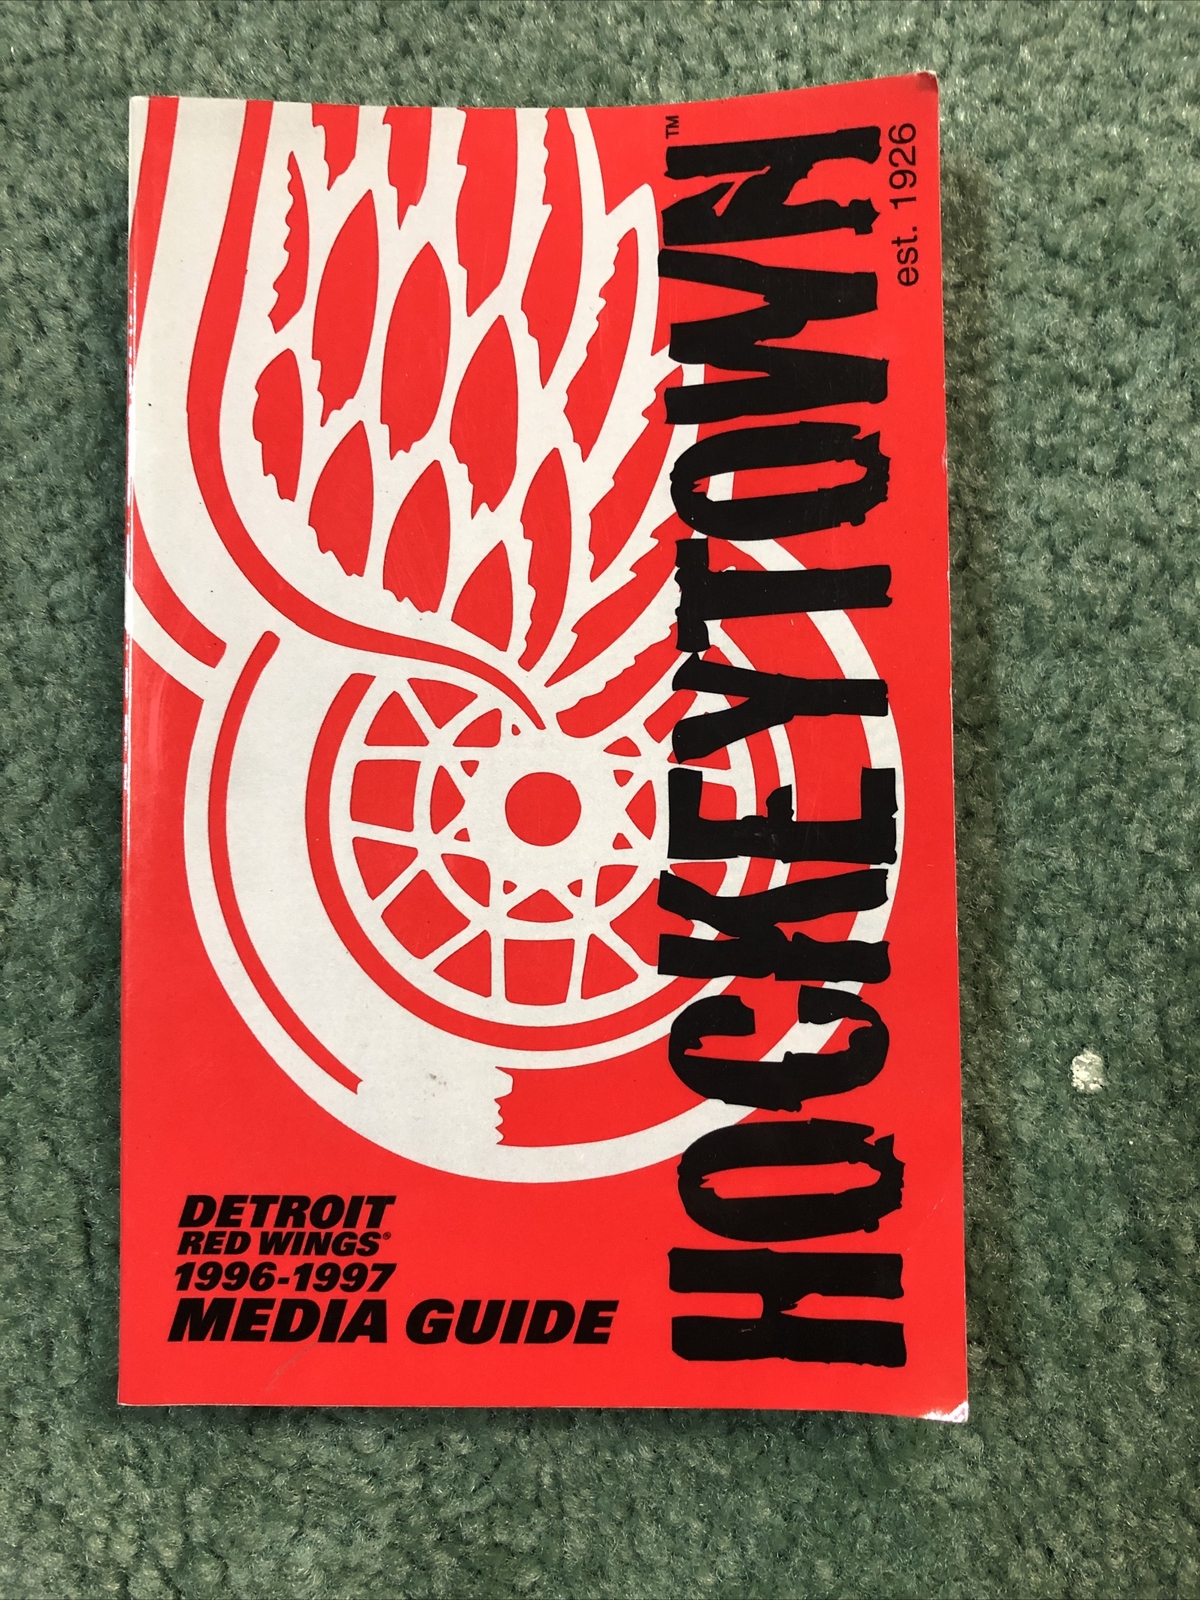 HOCKEYTOWN™
est. 1926
DETROIT
RED WINGS®
1996-1997
MEDIA GUIDE